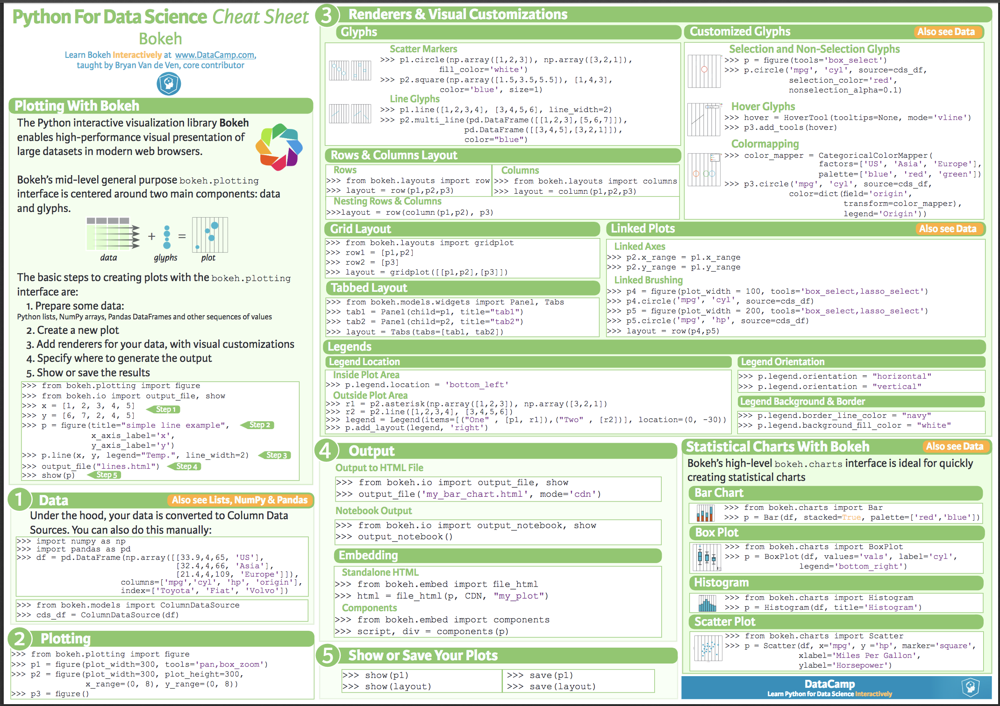 Python For Data Science Cheat Sheet
Bokeh
Learn Bokeh Interactively at www.DataCamp.com,
taught by Bryan Van de Ven, core contributor
Plotting With Bokeh
The Python interactive visualization library Bokeh
enables high-performance visual presentation of
large datasets in modern web browsers.
Bokeh's mid-level general purpose bokeh.plotting
interface is centered around two main components: data
and glyphs.
+ =
data glyphs plot
The basic steps to creating plots with the bokeh.plotting
interface are:
1. Prepare some data:
Python lists, NumPy arrays, Pandas DataFrames and other sequences of values
2. Create a new plot
3. Add renderers for your data, with visual customizations
4. Specify where to generate the output
5. Show or save the results
>>> from bokeh.plotting import figure
>>> from bokeh.io import output_file, show
>>> x = [1, 2, 3, 4, 5]
Step 1
>>> y = [6, 7, 2, 4, 5]
>>> p = figure(title="simple line example", Step 2
x_axis_label='x',
y_axis_label='y')
>>> p.line(x, y, legend="Temp.", line_width=2) Step 3
>>> output_file("lines.html") Step 4
>>> show(p) Step 5
1 Data Also see Lists, NumPy & Pandas
Under the hood, your data is converted to Column Data
Sources. You can also do this manually:
>>> import numpy as np
>>> import pandas as pd
>>> df = pd.DataFrame(np.array([[33.9,4,65, 'US'],
[32.4,4,66, 'Asia'],
[21.4,4,109, 'Europe']]),
columns=['mpg','cyl', 'hp', 'origin'],
index=['Toyota', 'Fiat', 'Volvo'])
>>> from bokeh.models import ColumnDataSource
>>> cds_df = ColumnDataSource(df)
2 Plotting
>>> from bokeh.plotting import figure
>>> p1 = figure(plot_width=300, tools='pan,box_zoom')
>>> p2 = figure(plot_width=300, plot_height=300,
x_range=(0, 8), y_range=(0, 8))
>>> p3 = figure()
3 Renderers & Visual Customizations
Glyphs
Scatter Markers
>>> p1.circle(np.array([1,2,3]), np.array([3,2,1]),
fill_color='white')
>>> p2.square(np.array([1.5,3.5,5.5]), [1,4,3],
color='blue', size=1)
Line Glyphs
>>> p1.line([1,2,3,4], [3,4,5,6], line_width=2)
>>> p2.multi_line(pd.DataFrame([[1,2,3],[5,6,7]]),
pd.DataFrame([[3,4,5],[3,2,1]]),
color="blue")
Customized Glyphs Also see Data
Selection and Non-Selection Glyphs
>>> p = figure(tools='box_select')
>>> p.circle('mpg', 'cyl', source=cds_df,
selection_color='red',
nonselection_alpha=0.1)
Hover Glyphs
>>> hover = HoverTool(tooltips=None, mode='vline')
>>> p3.add_tools(hover)
Colormapping
>>> color_mapper = CategoricalColorMapper(
factors=['US', 'Asia', 'Europe'],
palette=['blue', 'red', 'green'])
>>> p3.circle('mpg', 'cyl', source=cds_df,
color=dict(field='origin',
transform=color_mapper),
legend='Origin'))
Rows & Columns Layout
Rows
>>> from bokeh.layouts import row
>>> layout = row(p1,p2,p3)
Columns
>>> from bokeh.layouts import columns
>>> layout = column(p1,p2,p3)
Nesting Rows & Columns
>>>layout = row(column(p1,p2), p3)
Grid Layout
>>> from bokeh.layouts import gridplot
>>> row1 = [p1,p2]
>>> row2 = [p3]
>>> layout = gridplot([[p1,p2],[p3]])
Tabbed Layout
>>> from bokeh.models.widgets import Panel, Tabs
>>> tab1 = Panel(child=p1, title="tab1")
>>> tab2 = Panel(child=p2, title="tab2")
>>> layout = Tabs(tabs=[tab1, tab2])
Linked Plots Also see Data
Linked Axes
>>> p2.x_range = p1.x_range
>>> p2.y_range = p1.y_range
Linked Brushing
>>> p4 = figure(plot_width = 100, tools='box_select,lasso_select')
>>> p4.circle('mpg', 'cyl', source=cds_df)
>>> p5 = figure(plot_width = 200, tools='box_select,lasso_select')
>>> p5.circle('mpg', 'hp', source=cds_df)
>>> layout = row(p4,p5)
Legends
Legend Location
Inside Plot Area
>>> p.legend.location = 'bottom_left'
Outside Plot Area
>>> r1 = p2.asterisk(np.array([1,2,3]), np.array([3,2,1])
>>> r2 = p2.line([1,2,3,4], [3,4,5,6])
>>> legend = Legend(items=[("One" , [p1, r1]),("Two" , [r2])], location=(0, -30))
>>> p.add_layout(legend, 'right')
Legend Orientation
>>> p.legend.orientation = "horizontal"
>>> p.legend.orientation = "vertical"
Legend Background & Border
>>> p.legend.border_line_color = "navy"
>>> p.legend.background_fill_color = "white"
4 Output
Output to HTML File
>>> from bokeh.io import output_file, show
>>> output_file('my_bar_chart.html', mode='cdn')
Notebook Output
>>> from bokeh.io import output_notebook, show
>>> output_notebook()
Embedding
Standalone HTML
>>> from bokeh.embed import file_html
>>> html = file_html(p, CDN, "my_plot")
Components
>>> from bokeh.embed import components
>>> script, div = components(p)
5 Show or Save Your Plots
>>> show(p1) >>> save(p1)
>>> show(layout) >>> save(layout)
Statistical Charts With Bokeh Also see Data
Bokeh's high-level bokeh.charts interface is ideal for quickly
creating statistical charts
Bar Chart
>>> from bokeh.charts import Bar
>>> p = Bar(df, stacked=True, palette=['red','blue'])
Box Plot
>>> from bokeh.charts import BoxPlot
>>> p = BoxPlot(df, values='vals', label='cyl',
legend='bottom_right')
Histogram
>>> from bokeh.charts import Histogram
>>> p = Histogram(df, title='Histogram')
Scatter Plot
>>> from bokeh.charts import Scatter
>>> p = Scatter(df, x='mpg', y ='hp', marker='square',
xlabel='Miles Per Gallon',
ylabel='Horsepower')
DataCamp
Learn Python for Data Science Interactively